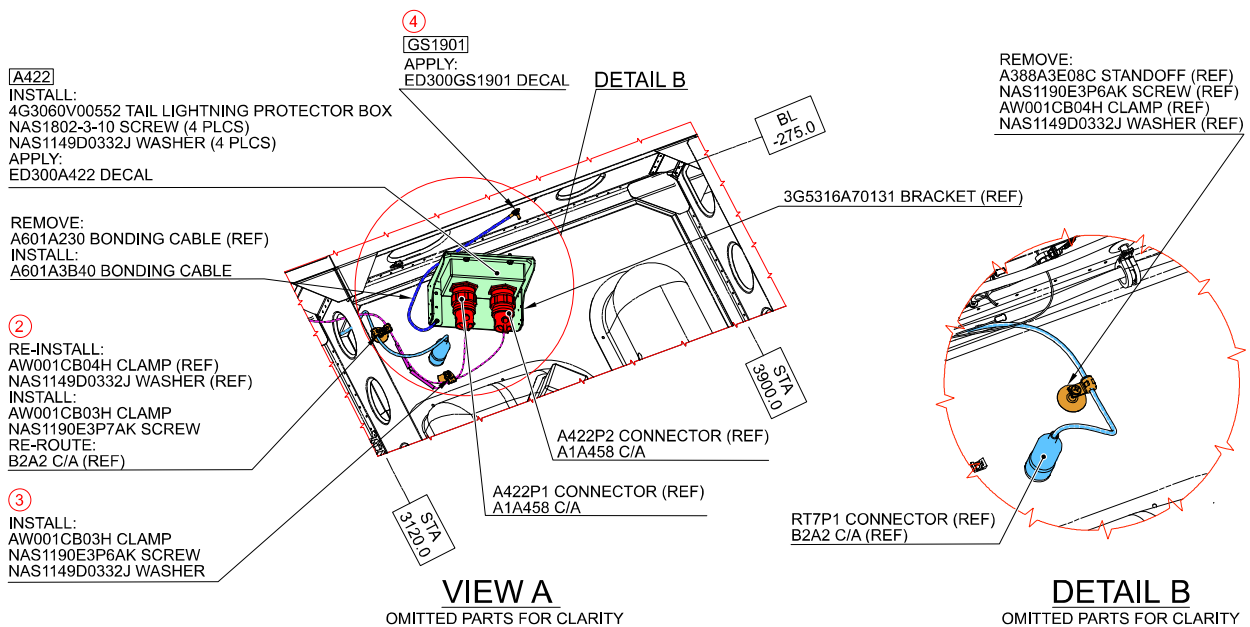 A422
INSTALL:
4G3060V00552 TAIL LIGHTNING PROTECTOR BOX
NAS1802-3-10 SCREW (4 PLCS)
NAS1149D0332J WASHER (4 PLCS)
APPLY:
ED300A422 DECAL
REMOVE:
A601A230 BONDING CABLE (REF)
INSTALL:
A601A3B40 BONDING CABLE
2
RE-INSTALL:
AW001CB04H CLAMP (REF)
NAS1149D0332J WASHER (REF)
INSTALL:
AW001CB03H CLAMP
NAS1190E3P7AK SCREW
RE-ROUTE:
B2A2 C/A (REF)
3
INSTALL:
AW001CB03H CLAMP
NAS1190E3P6AK SCREW
NAS1149D0332J WASHER
4
GS1901
APPLY:
ED300GS1901 DECAL
DETAIL B
BL
-275.0
3G5316A70131 BRACKET (REF)
STA
3900.0
A422P2 CONNECTOR (REF)
A1A458 C/A
A422P1 CONNECTOR (REF)
A1A458 C/A
STA
3120.0
VIEW A
OMITTED PARTS FOR CLARITY
REMOVE:
A388A3E08C STANDOFF (REF)
NAS1190E3P6AK SCREW (REF)
AW001CB04H CLAMP (REF)
NAS1149D0332J WASHER (REF)
RT7P1 CONNECTOR (REF)
B2A2 C/A (REF)
DETAIL B
OMITTED PARTS FOR CLARITY